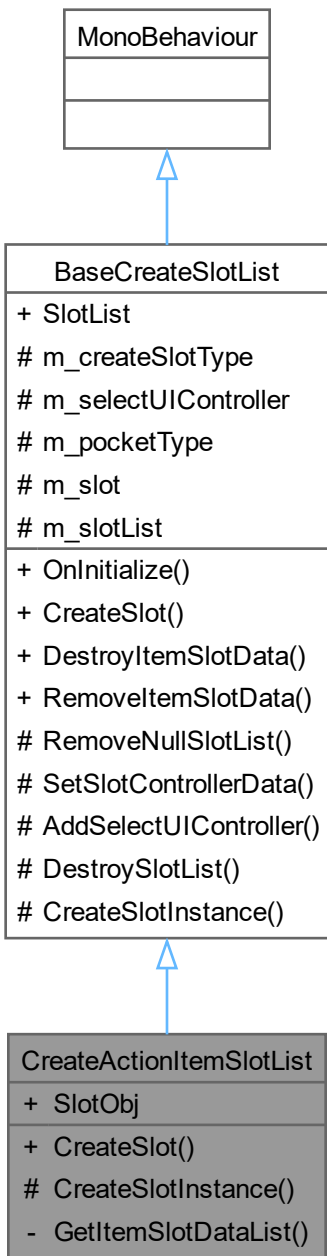 MonoBehaviour
BaseCreateSlotList
+ SlotList
# m_createSlotType
# m_selectUIController
# m_pocketType
# m_slot
# m_slotList
+ OnInitialize()
+ CreateSlot()
+ DestroyItemSlotData()
+ RemoveItemSlotData()
# RemoveNullSlotList()
# SetSlotControllerData()
# AddSelectUIController()
# DestroySlotList()
# CreateSlotInstance()
CreateActionItemSlotList
+ SlotObj
+ CreateSlot()
# CreateSlotInstance()
- GetItemSlotDataList()